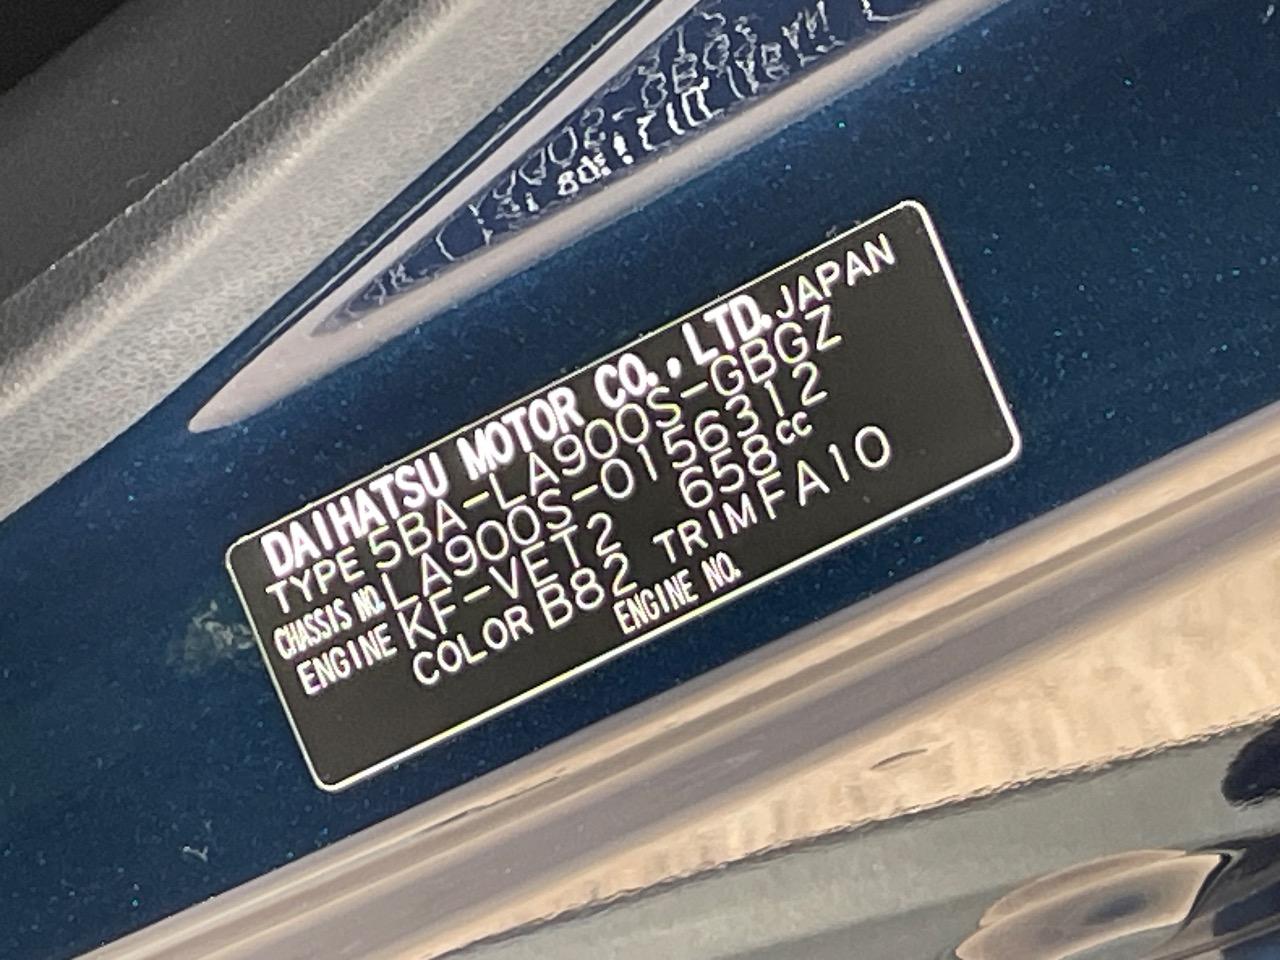 DAIHATSU MOTOR CO., LTD. JAPAN
TYPE 5BA-LA900S-GBGZ
CHASSIS NO. LA900S-0156312
ENGINE KF-VET2 658cc
COLOR B82 TRIM FA10
ENGINE NO.